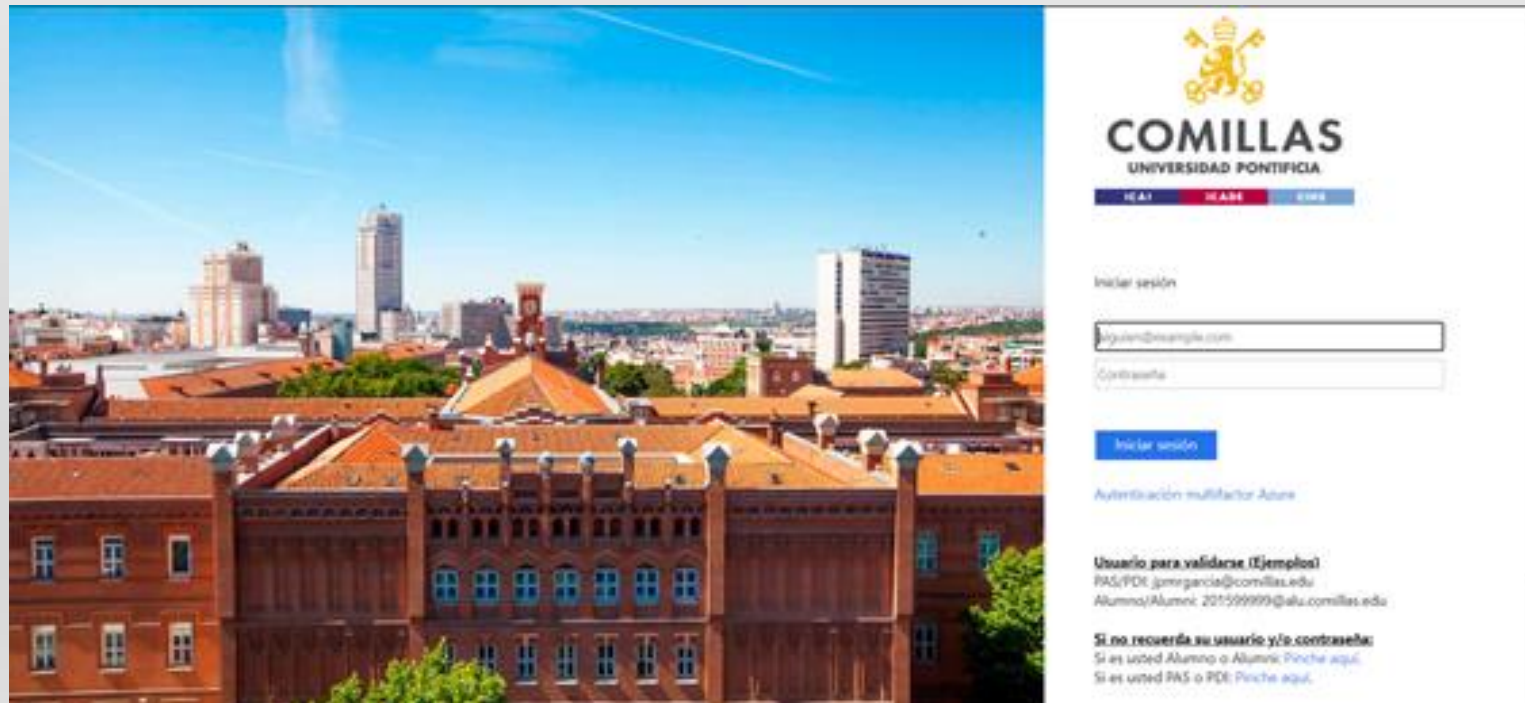 COMILLAS
UNIVERSIDAD PONTIFICIA
ICAI ICADE CIHS
Iniciar sesión
alguien@example.com
Contraseña
Iniciar sesión
Autenticación multifactor Azure
Usuario para validarse (Ejemplos)
PAS/PDI: jpmrgarcia@comillas.edu
Alumno/Alumni: 201599999@alu.comillas.edu
Si no recuerda su usuario y/o contraseña:
Si es usted Alumno o Alumni: Pinche aquí.
Si es usted PAS o PDI: Pinche aquí.